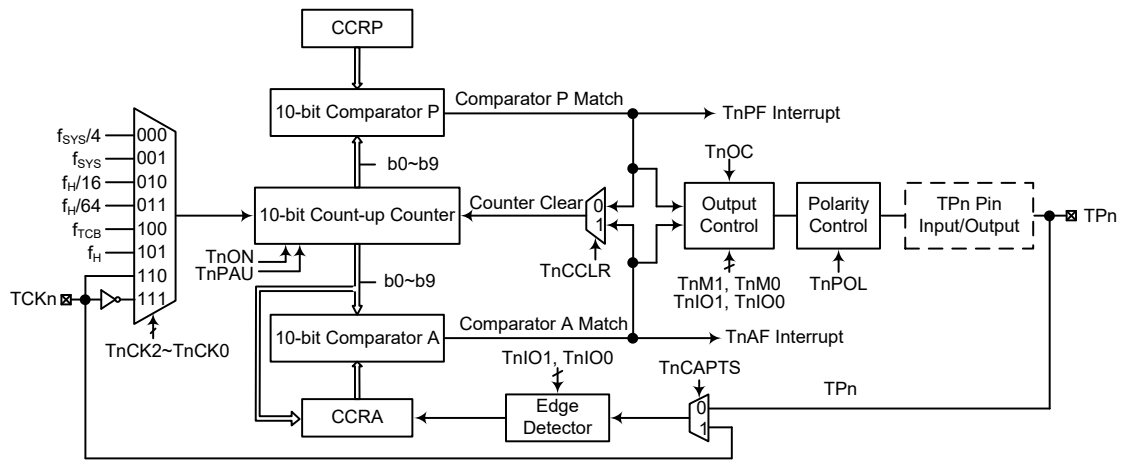 CCRP
10-bit Comparator P
Comparator P Match
TnPF Interrupt
fSYS/4
000
fSYS
001
fH/16
010
fH/64
011
fTCB
100
fH
101
110
111
TCKn
TnCK2~TnCK0
b0~b9
10-bit Count-up Counter
TnON
TnPAU
Counter Clear
0
1
TnCCLR
TnOC
Output
Control
TnM1, TnM0
TnIO1, TnIO0
Polarity
Control
TnPOL
TPn Pin
Input/Output
TPn
b0~b9
10-bit Comparator A
Comparator A Match
TnAF Interrupt
CCRA
TnIO1, TnIO0
Edge
Detector
TnCAPTS
0
1
TPn